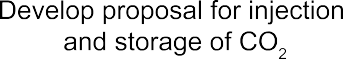 Develop proposal for injection
and storage of CO₂